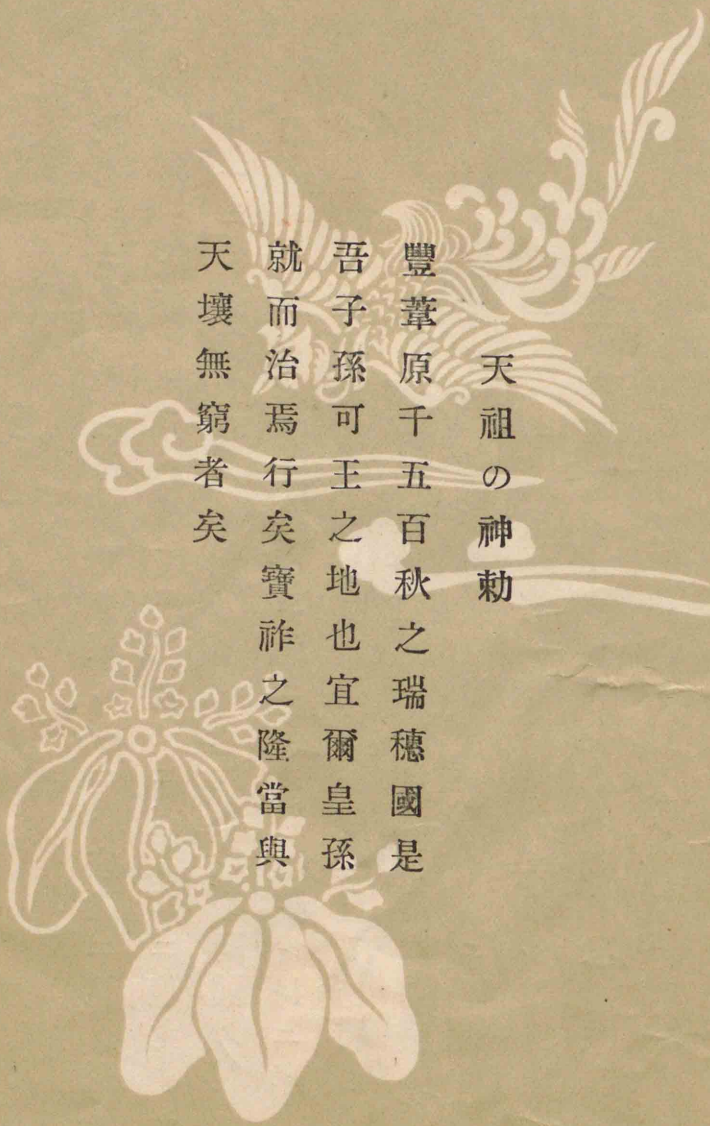 天祖の神勅
豐葦原千五百秋之瑞穗國是
吾子孫可王之地也宜爾皇孫
就而治焉行矣寶祚之隆當與
天壤無窮者矣